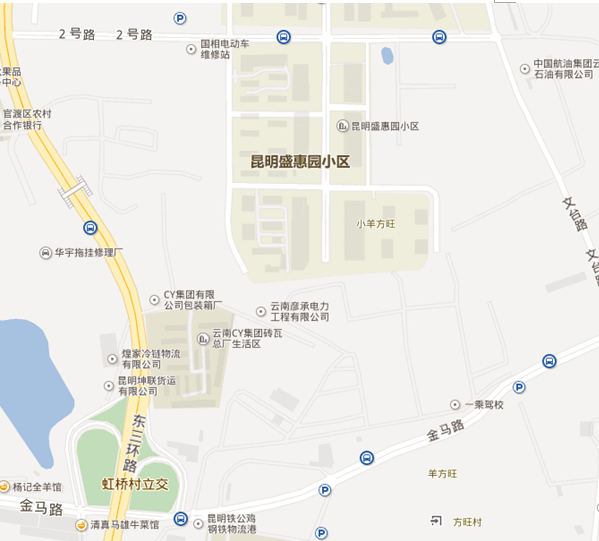 2号路
2号路
国相电动车
维修站
中国航油集团云
石油有限公司
果品
中心
官渡区农村
合作银行
昆明盛惠园小区
昆明盛惠园小区
文台路
文台
小羊方旺
华宇拖挂修理厂
CY集团有限
公司包装箱厂
云南彦承电力
工程有限公司
云南CY集团砖瓦
总厂生活区
煌家冷链物流
有限公司
昆明坤联货运
有限公司
东三环路
一乘驾校
金马路
虹桥村立交
羊方旺
杨记全羊馆
金马路
清真马雄牛菜馆
昆明铁公鸡
钢铁物流港
方旺村